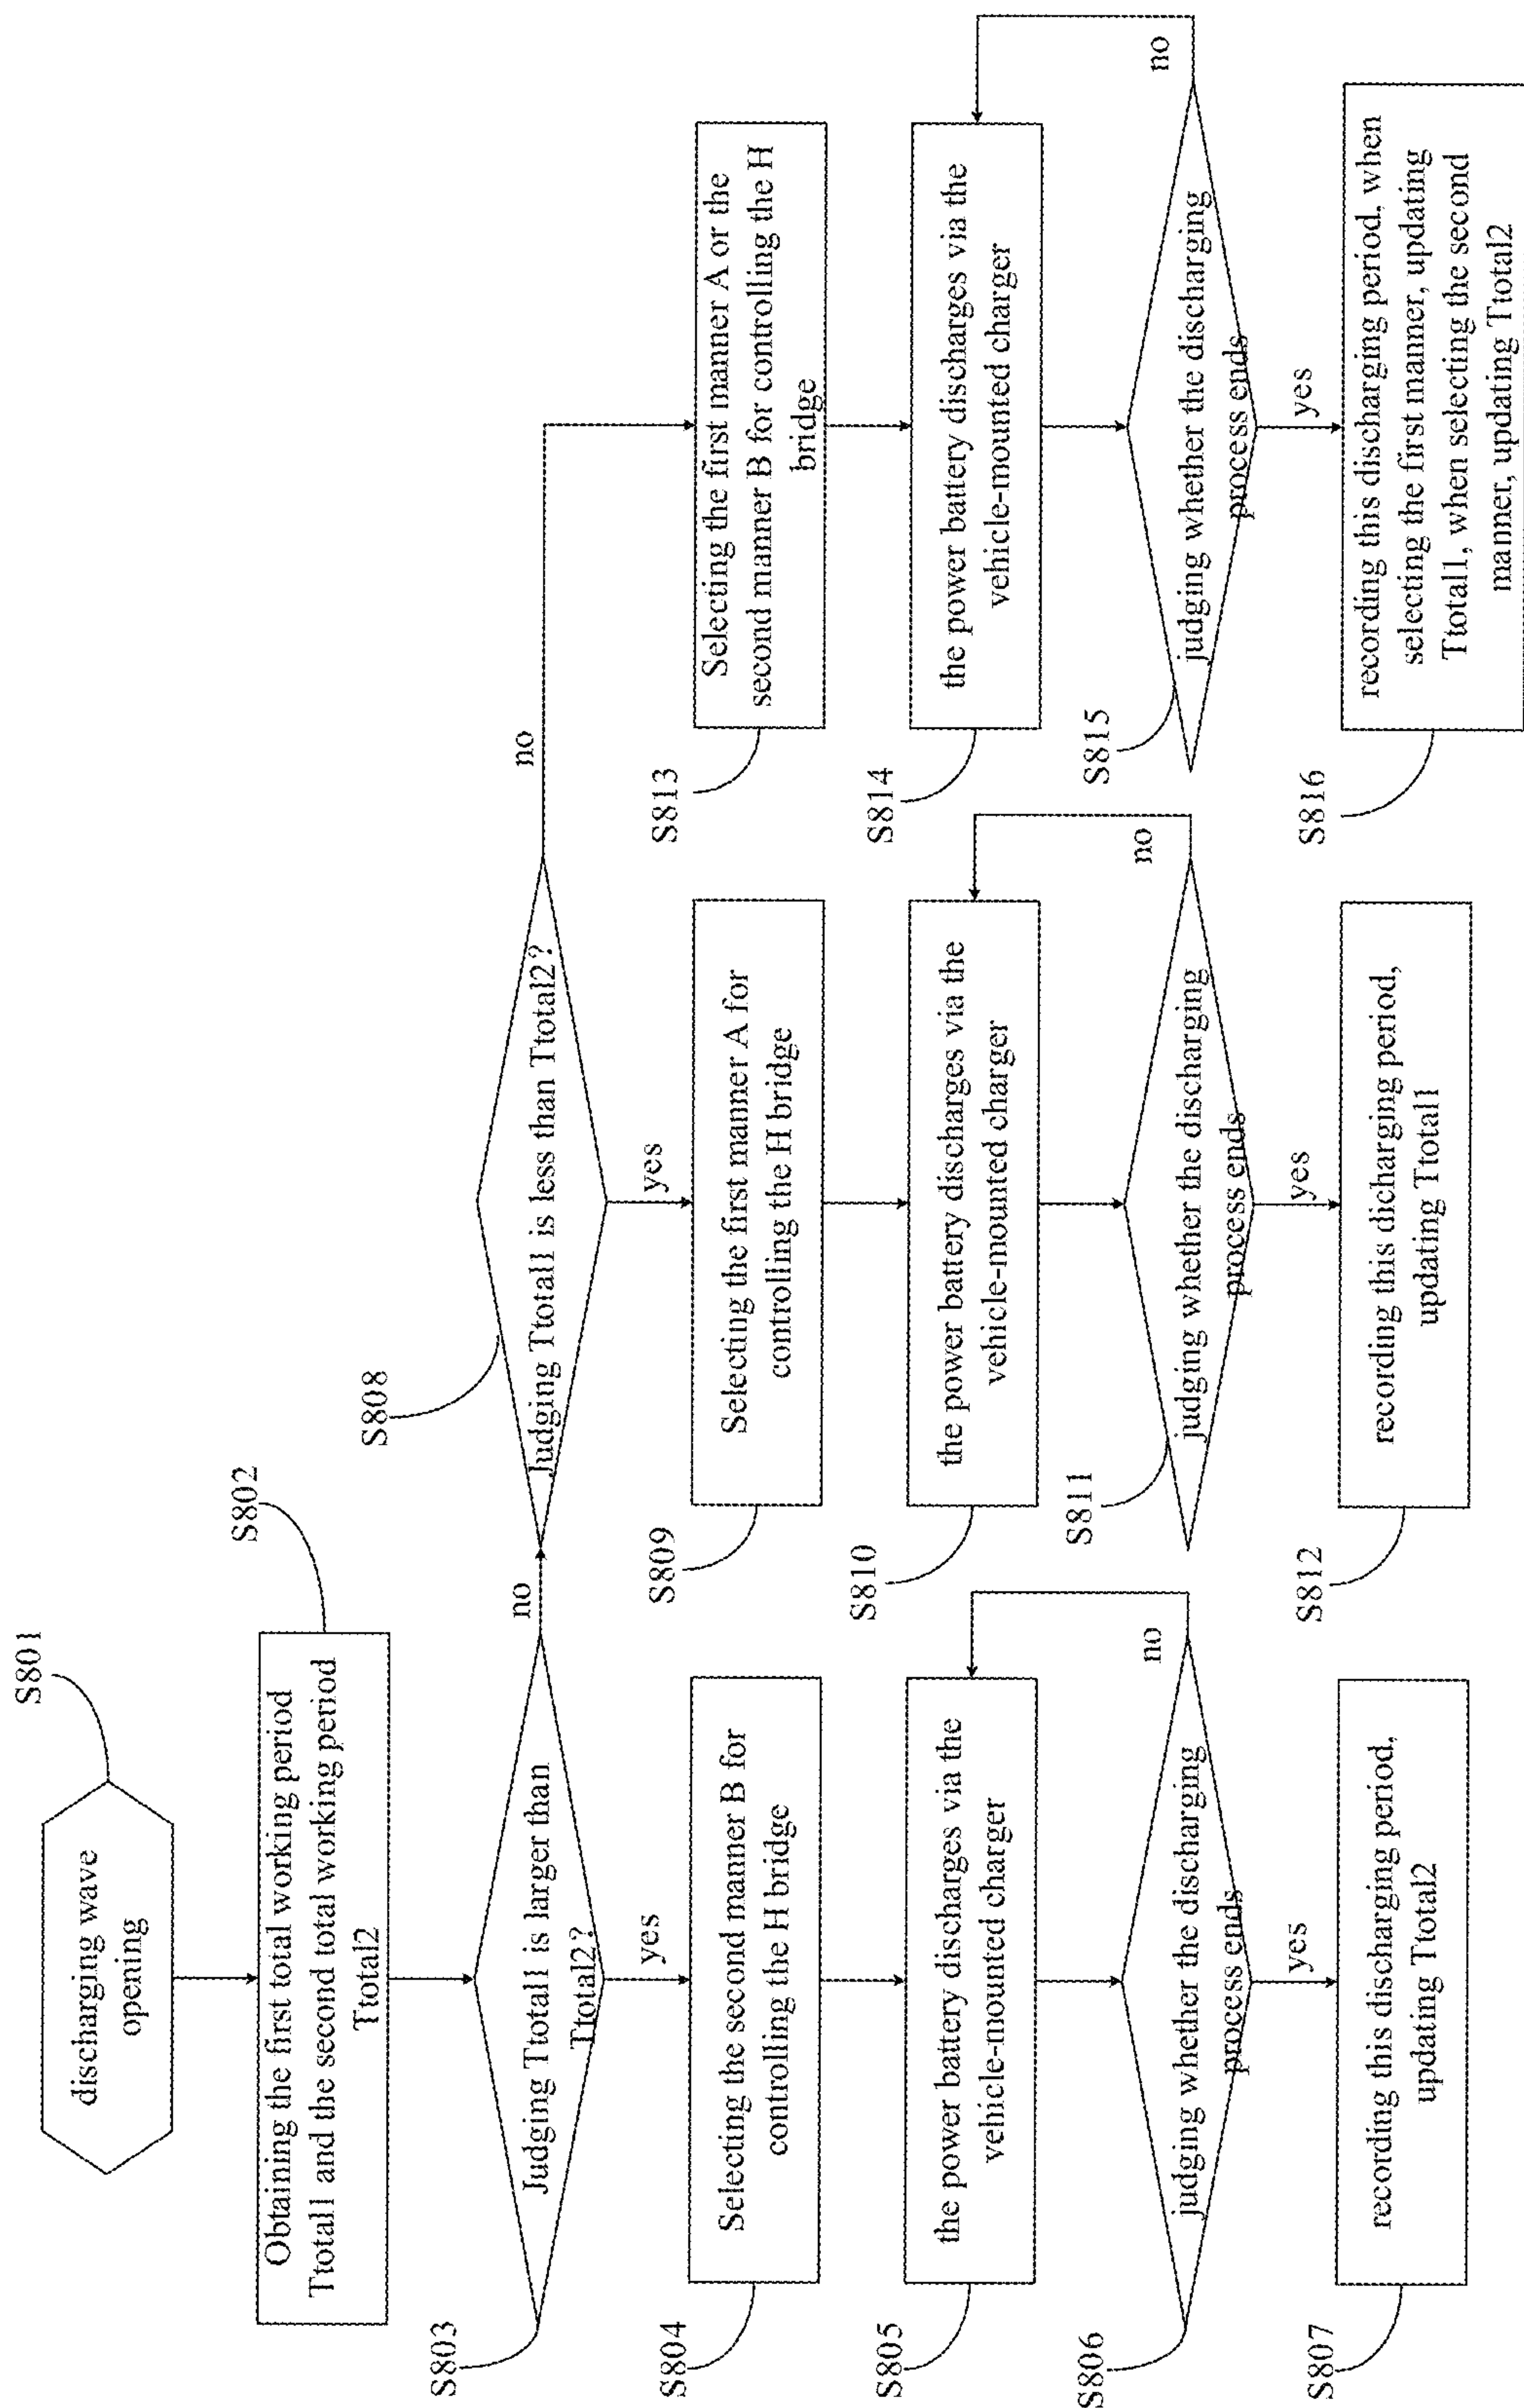 S801
discharging wave
opening
S802
Obtaining the first total working period
Ttotal1 and the second total working period
Ttotal2
S803
Judging Ttotal1 is larger than
Ttotal2?
no
yes
S804
Selecting the second manner B for
controlling the H bridge
S805
the power battery discharges via the
vehicle-mounted charger
S806
judging whether the discharging
process ends
no
yes
S807
recording this discharging period,
updating Ttotal2
S808
Judging Ttotal1 is less than Ttotal2?
no
yes
S809
Selecting the first manner A for
controlling the H bridge
S810
the power battery discharges via the
vehicle-mounted charger
S811
judging whether the discharging
process ends
no
yes
S812
recording this dicharging period,
updating Ttotal1
S813
Selecting the first manner A or the
second manner B for controlling the H
bridge
S814
the power battery discharges via the
vehicle-mounted charger
S815
judging whether the discharging
process ends
no
yes
S816
recording this discharging period, when
selecting the first manner, updating
Ttotal1, when selecting the second
manner, updating Ttotal2